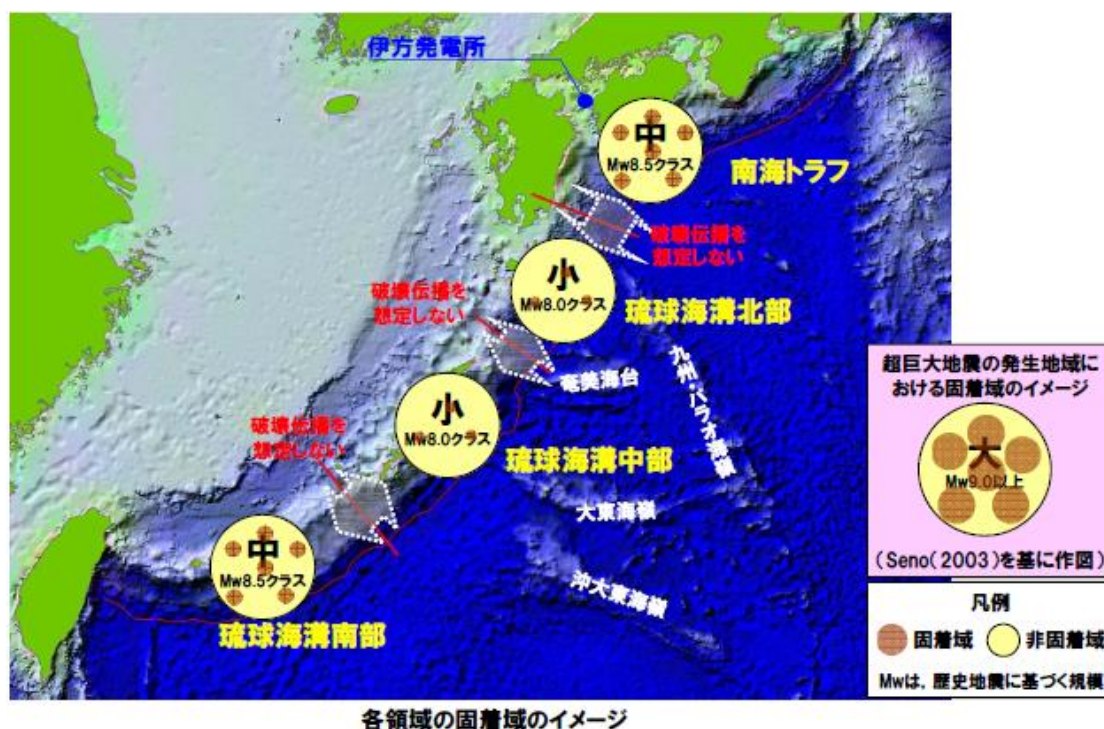 伊方発電所
中
Mw8.5クラス
南海トラフ
破壊伝播を
想定しない
小
Mw8.0クラス
琉球海溝北部
破壊伝播を
想定しない
奄美海台
九州・パラオ海嶺
小
Mw8.0クラス
琉球海溝中部
破壊伝播を
想定しない
大東海嶺
沖大東海嶺
中
Mw8.5クラス
琉球海溝南部
超巨大地震の発生地域に
おける固着域のイメージ
大
Mw9.0以上
(Seno(2003)を基に作図)
凡例
固着域 非固着域
Mwは，歴史地震に基づく規模
各領域の固着域のイメージ